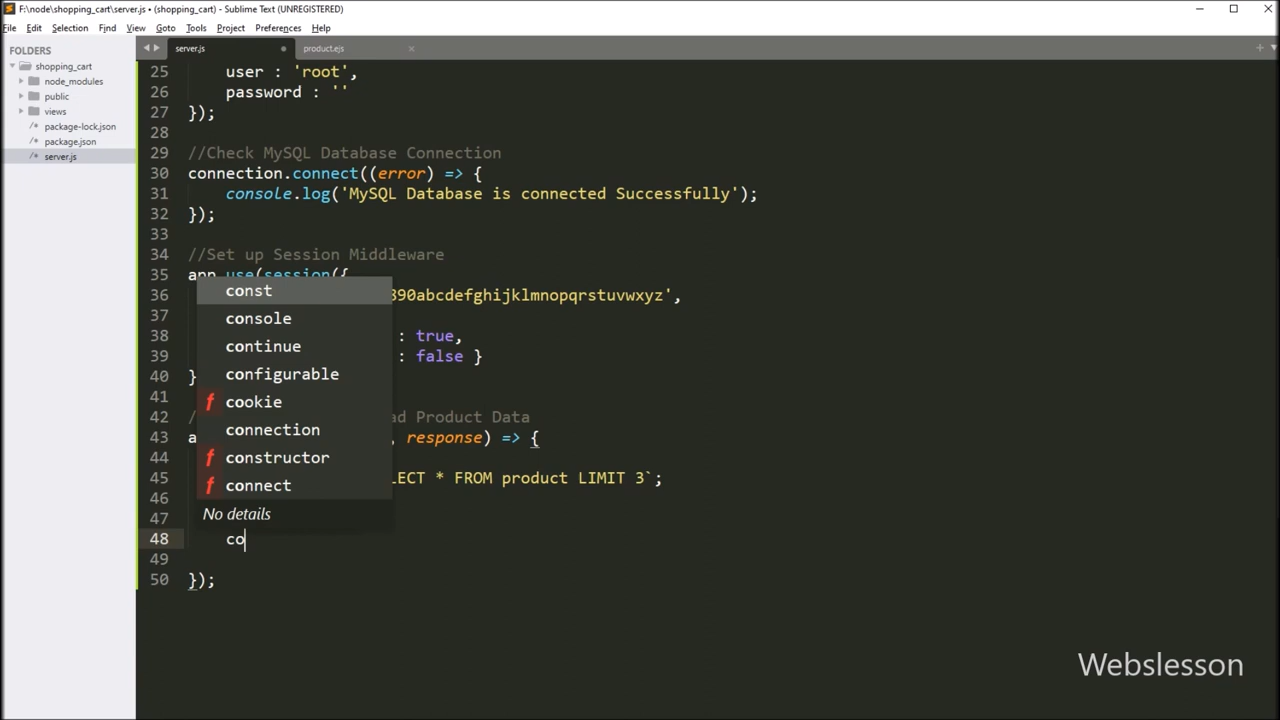 F:\node\shopping_cart\server.js • (shopping_cart) - Sublime Text (UNREGISTERED)
File Edit Selection Find View Goto Tools Project Preferences Help
FOLDERS
shopping_cart
node_modules
public
views
package-lock.json
package.json
server.js
server.js product.ejs
25 user : 'root',
26 password : ''
27 });
28
29 //Check MySQL Database Connection
30 connection.connect((error) => {
31 console.log('MySQL Database is connected Successfully');
32 });
33
34 //Set up Session Middleware
35 app.use(session({
36 890abcdefghijklmnopqrstuvwxyz',
37
38 : true,
39 : false }
40 }
41
42 / ad Product Data
43 a , response) => {
44
45 LECT * FROM product LIMIT 3`;
46
47
48 co
49
50 });
const
console
continue
configurable
f cookie
connection
f constructor
f connect
No details
Webslesson